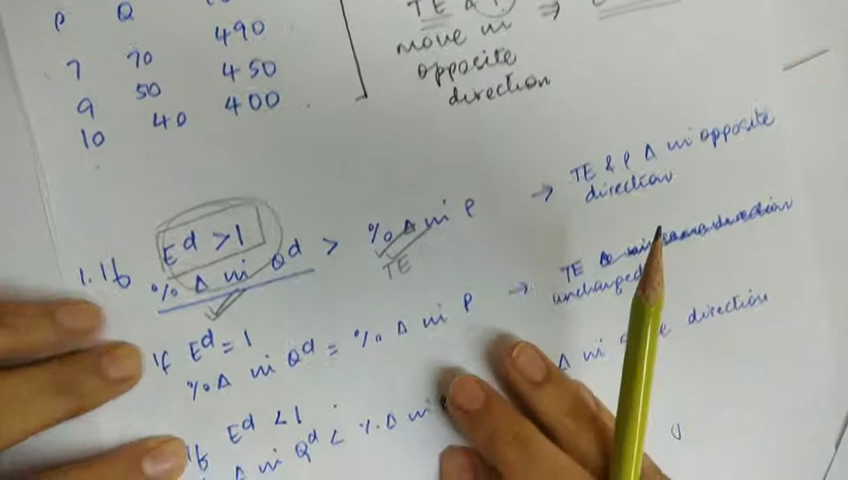 P Q
7 70 490
9 50 450
10 40 400
TE & P
move in ⇒
opposite
direction
1. If Ed >1
% Δ in Qd > % Δ in P → TE & P Δ in opposite
direction
TE
If Ed = 1
% Δ in Qd = % Δ in P → TE
unchanged
If Ed < 1
Δ in Qd < % Δ in
Δ in direction